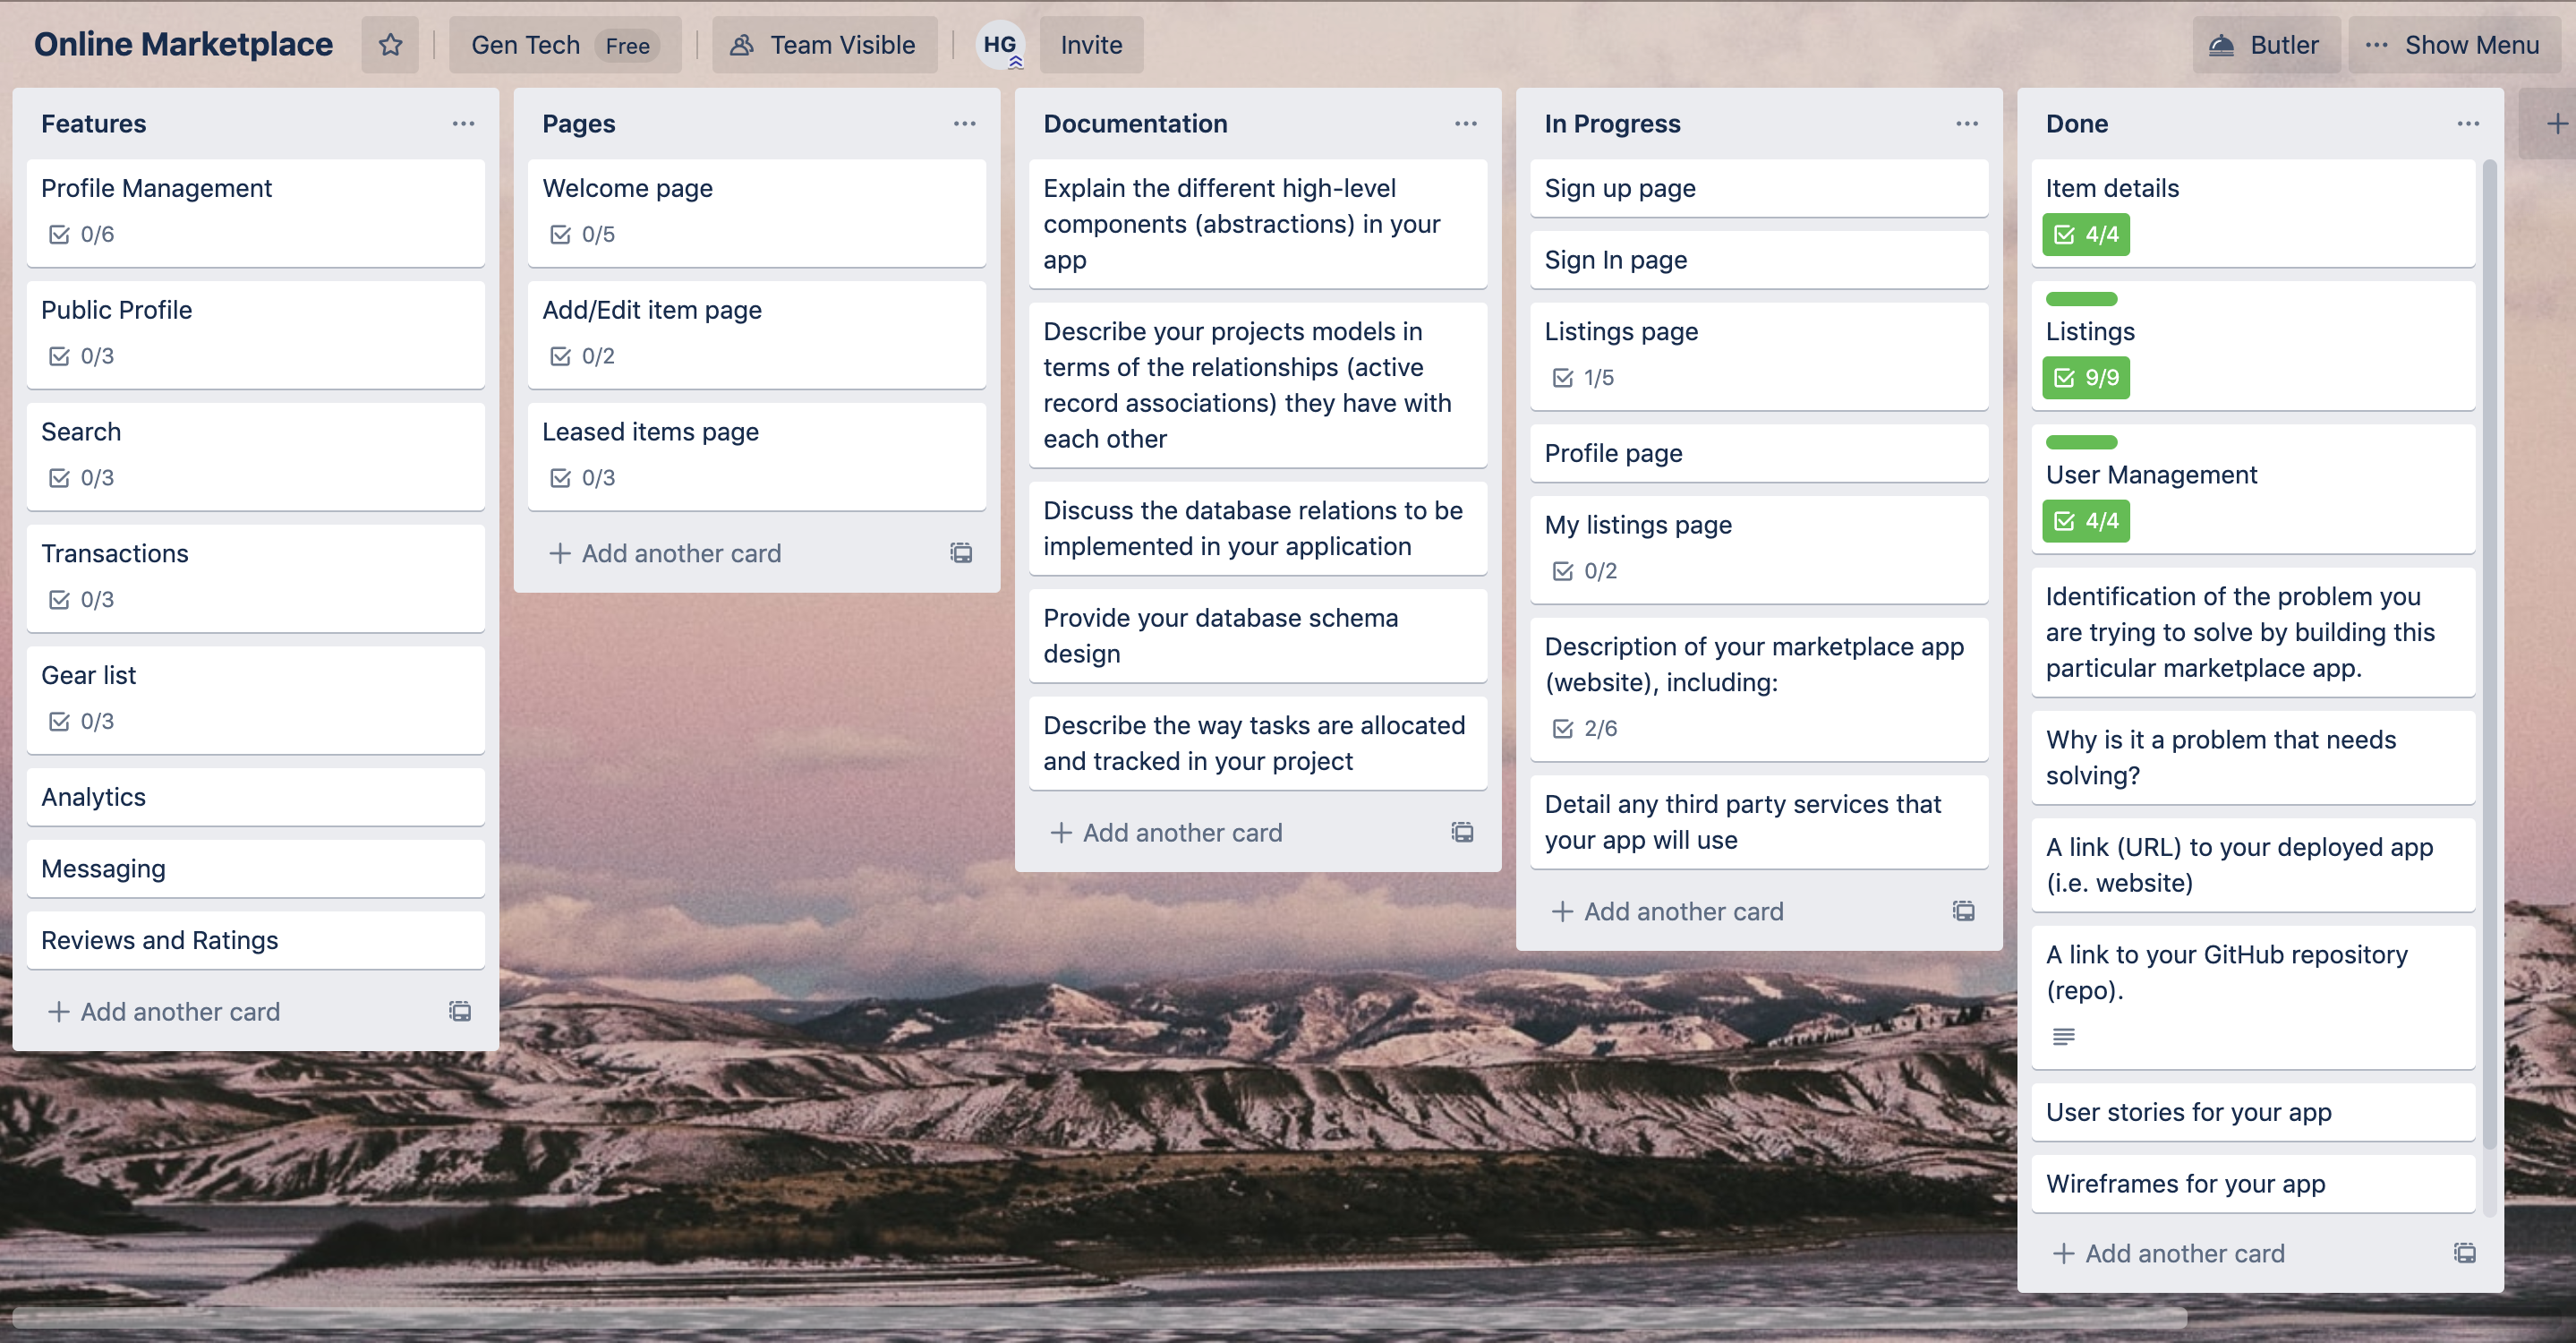 Online Marketplace
Gen Tech Free
Team Visible
HG
Invite
Butler
Show Menu
Features
Profile Management
0/6
Public Profile
0/3
Search
0/3
Transactions
0/3
Gear list
0/3
Analytics
Messaging
Reviews and Ratings
Add another card
Pages
Welcome page
0/5
Add/Edit item page
0/2
Leased items page
0/3
Add another card
Documentation
Explain the different high-level
components (abstractions) in your
app
Describe your projects models in
terms of the relationships (active
record associations) they have with
each other
Discuss the database relations to be
implemented in your application
Provide your database schema
design
Describe the way tasks are allocated
and tracked in your project
Add another card
In Progress
Sign up page
Sign In page
Listings page
1/5
Profile page
My listings page
0/2
Description of your marketplace app
(website), including:
2/6
Detail any third party services that
your app will use
Add another card
Done
Item details
4/4
Listings
9/9
User Management
4/4
Identification of the problem you
are trying to solve by building this
particular marketplace app.
Why is it a problem that needs
solving?
A link (URL) to your deployed app
(i.e. website)
A link to your GitHub repository
(repo).
User stories for your app
Wireframes for your app
Add another card